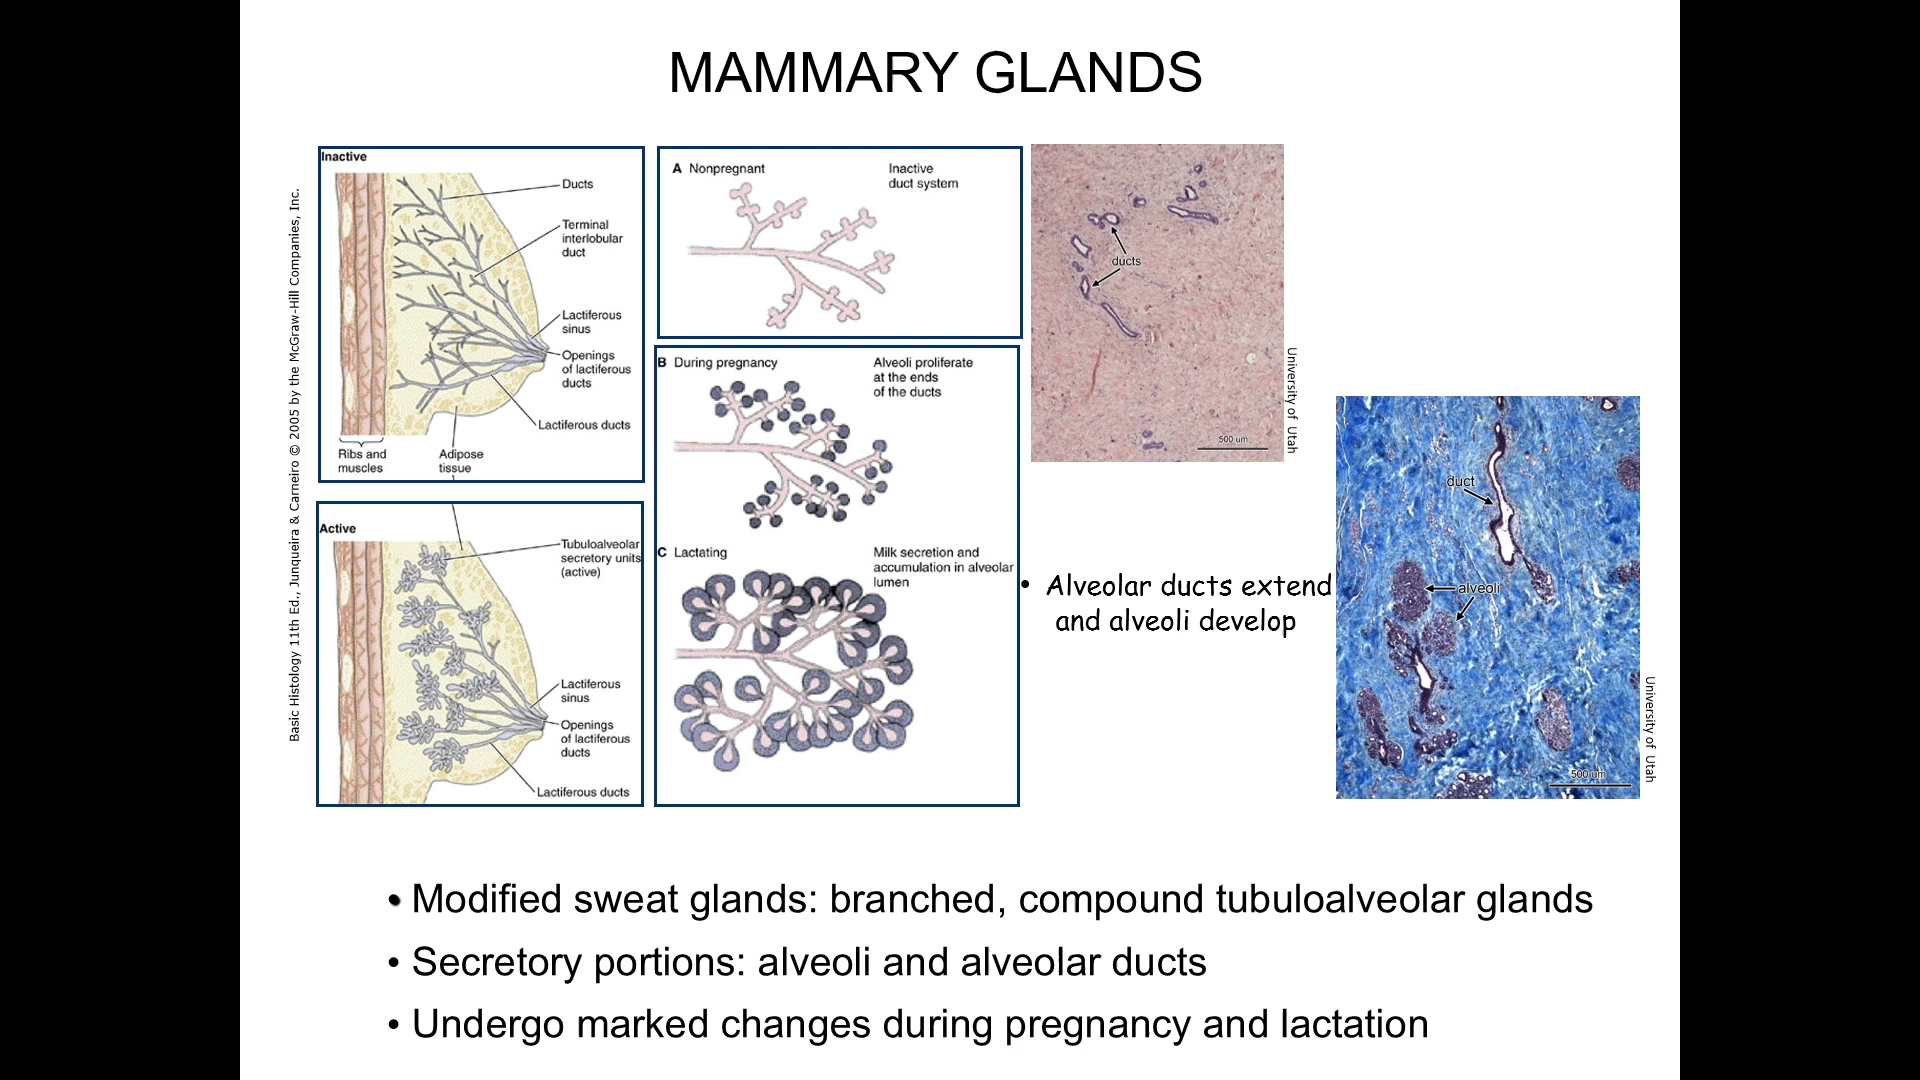 MAMMARY GLANDS
Basic Histology 11th Ed., Junqueira & Carneiro © 2005 by the McGraw-Hill Companies, Inc.
Inactive
Ducts
Terminal
interlobular
duct
Lactiferous
sinus
Openings
of lactiferous
ducts
Lactiferous ducts
Ribs and
muscles
Adipose
tissue
Active
Tubuloalveolar
secretory units
(active)
Lactiferous
sinus
Openings
of lactiferous
ducts
Lactiferous ducts
A Nonpregnant
Inactive
duct system
B During pregnancy
Alveoli proliferate
at the ends
of the ducts
C Lactating
Milk secretion and
accumulation in alveolar
lumen
ducts
500 um
University of Utah
• Alveolar ducts extend
and alveoli develop
duct
alveoli
500 um
University of Utah
• Modified sweat glands: branched, compound tubuloalveolar glands
• Secretory portions: alveoli and alveolar ducts
• Undergo marked changes during pregnancy and lactation